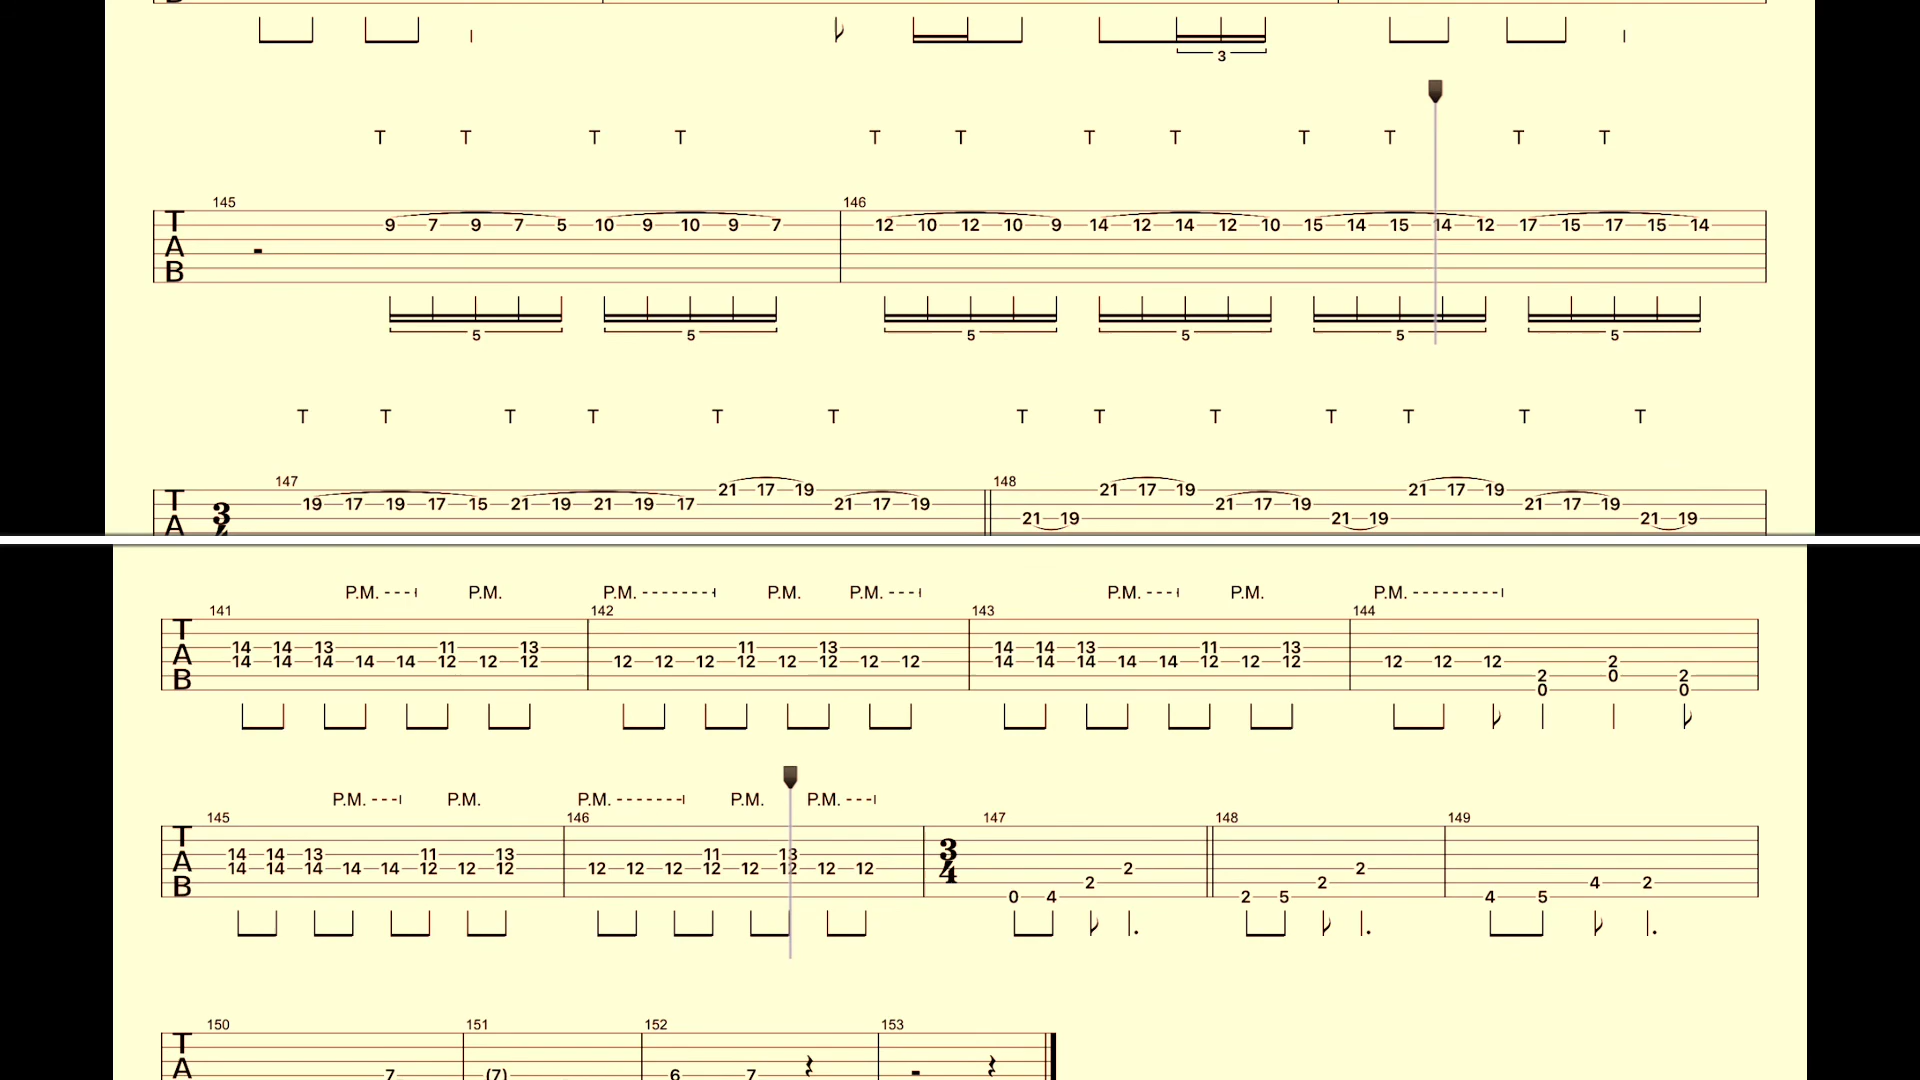 3
T T T T T T T T T T T T
145 146
9 7 9 7 5 10 9 10 9 7 12 10 12 10 9 14 12 14 12 10 15 14 15 14 12 17 15 17 15 14
T A B
5 5 5 5 5 5
T T T T T T T T T T T T T
147 148
21 17 19 21 17 19 21 17 19
19 17 19 17 15 21 19 21 19 17 21 17 19 21 17 19 21 17 19
21 19 21 19 21 19
T A
3
P.M. P.M. P.M. P.M. P.M. P.M. P.M. P.M.
141 142 143 144
14 14 13 11 13 11 13 14 14 13 11 13
14 14 14 14 14 12 12 12 12 12 12 12 12 12 12 12 14 14 14 14 14 12 12 12 12 12 12 2
2 0 2
0 0
T A B
P.M. P.M. P.M. P.M. P.M.
145 146 147 148 149
14 14 13 11 13 11 13
14 14 14 14 14 12 12 12 12 12 12 12 12 12 12 12 2 2
2 2 4 2
0 4 2 5 4 5
T A B
3 4
150 151 152 153
T A
7 (7) 6 7